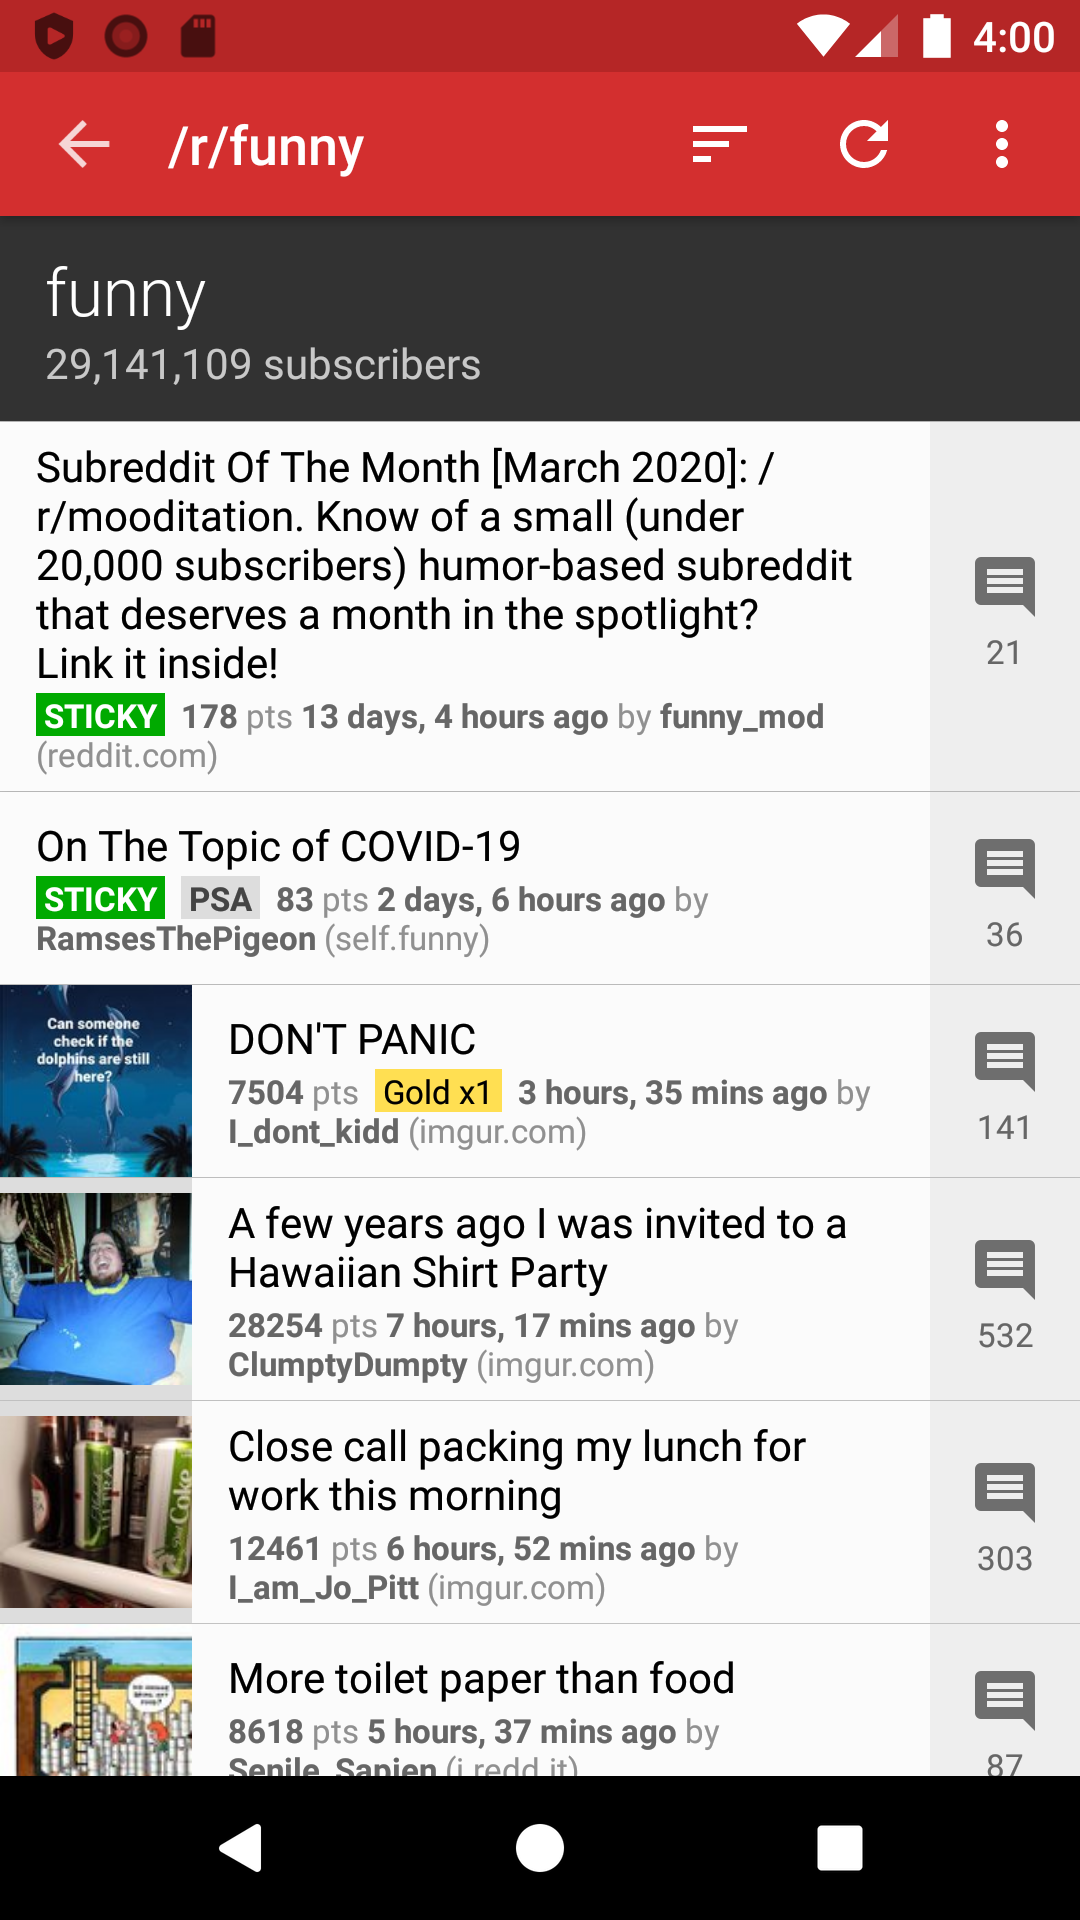 4:00
/r/funny
funny
29,141,109 subscribers
Subreddit Of The Month [March 2020]: /
r/mooditation. Know of a small (under
20,000 subscribers) humor-based subreddit
that deserves a month in the spotlight?
Link it inside!
STICKY 178 pts 13 days, 4 hours ago by funny_mod
(reddit.com)
21
On The Topic of COVID-19
STICKY PSA 83 pts 2 days, 6 hours ago by
RamsesThePigeon (self.funny)
36
Can someone
check if the
dolphins are still
here?
DON'T PANIC
7504 pts Gold x1 3 hours, 35 mins ago by
I_dont_kidd (imgur.com)
141
A few years ago I was invited to a
Hawaiian Shirt Party
28254 pts 7 hours, 17 mins ago by
ClumptyDumpty (imgur.com)
532
ULTRA
Coke
Close call packing my lunch for
work this morning
12461 pts 6 hours, 52 mins ago by
I_am_Jo_Pitt (imgur.com)
303
More toilet paper than food
8618 pts 5 hours, 37 mins ago by
Senile_Sapien (i.redd.it)
87